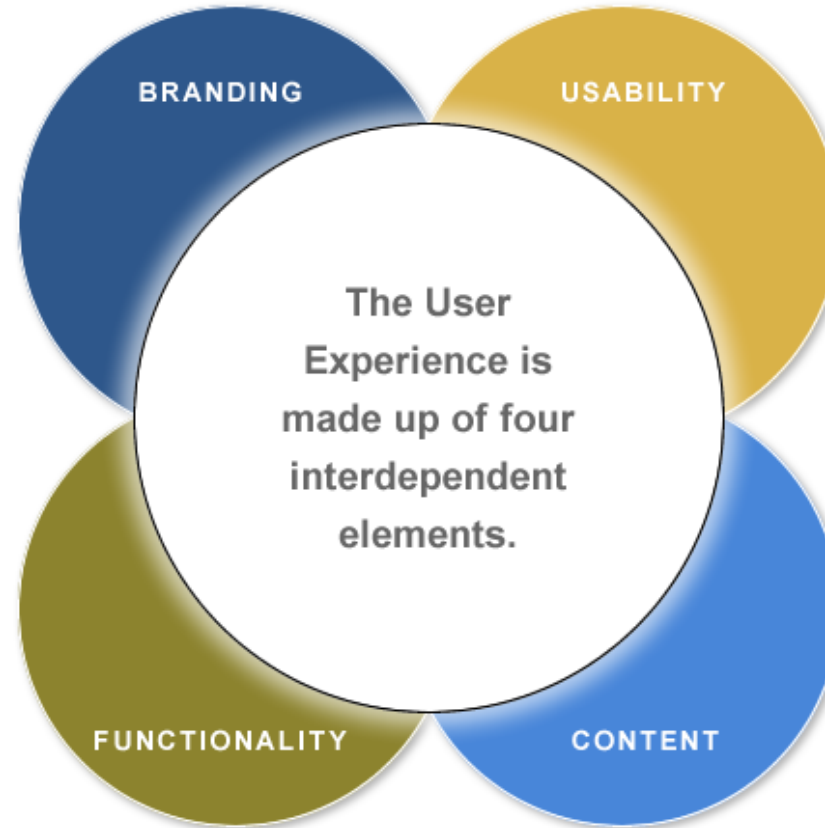 BRANDING
USABILITY
The User
Experience is
made up of four
interdependent
elements.
FUNCTIONALITY
CONTENT